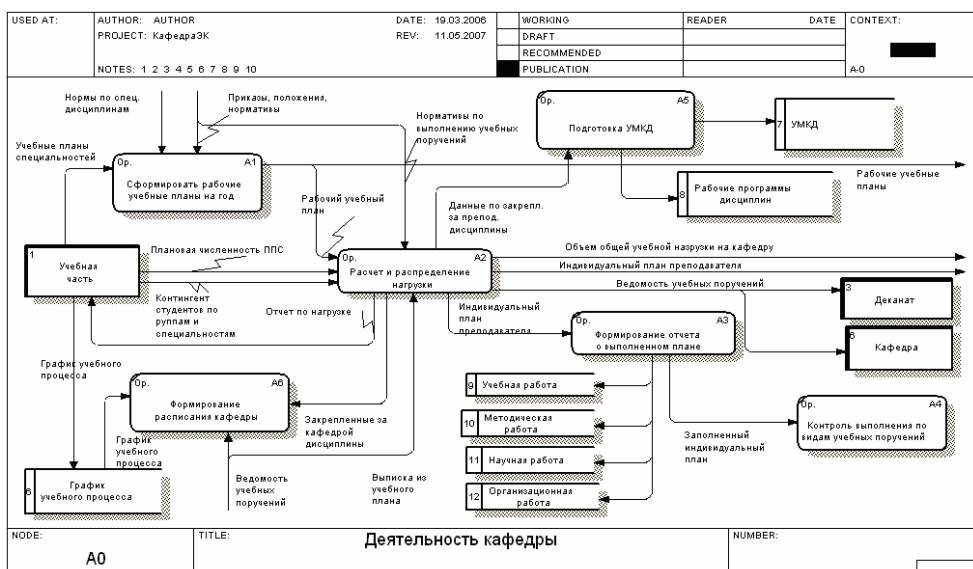 USED AT:
AUTHOR: AUTHOR
DATE: 19.03.2006
WORKING
READER
DATE
CONTEXT:
PROJECT: КафедраЭК
REV: 11.05.2007
DRAFT
RECOMMENDED
NOTES: 1 2 3 4 5 6 7 8 9 10
PUBLICATION
A-0
Нормы по спец.
дисциплинам
Приказы, положения,
нормативы
Нормативы по
выполнению учебных
поручений
0р.
A5
Подготовка УМКД
7
УМКД
Учебные планы
специальностей
0р.
A1
Сформировать рабочие
учебные планы на год
Рабочий учебный
план
Данные по закрепл.
за препод.
дисциплины
8
Рабочие программы
дисциплин
Рабочие учебные
планы
1
Учебная
часть
Плановая численность ППС
Контингент
студентов по
руппам и
специальностям
0р.
A2
Расчет и распределение
нагрузки
Объем общей учебной нагрузки на кафедру
Индивидуальный план преподавателя
Ведомость учебных поручений
3
Деканат
6
Кафедра
Отчет по нагрузке
Индивидуальный
план
преподавателя
0р.
A3
Формирование отчета
о выполненном плане
График учебного
процесса
0р.
A6
Формирование
расписания кафедры
Закрепленные за
кафедрой
дисциплины
9
Учебная работа
10
Методическая
работа
11
Научная работа
12
Организационная
работа
Заполненный
индивидуальный
план
0р.
A4
Контроль выполнения по
видам учебных поручений
График
учебного
процесса
6
График
учебного процесса
Ведомость
учебных
поручений
Выписка из
учебного
плана
NODE:
A0
TITLE:
Деятельность кафедры
NUMBER: